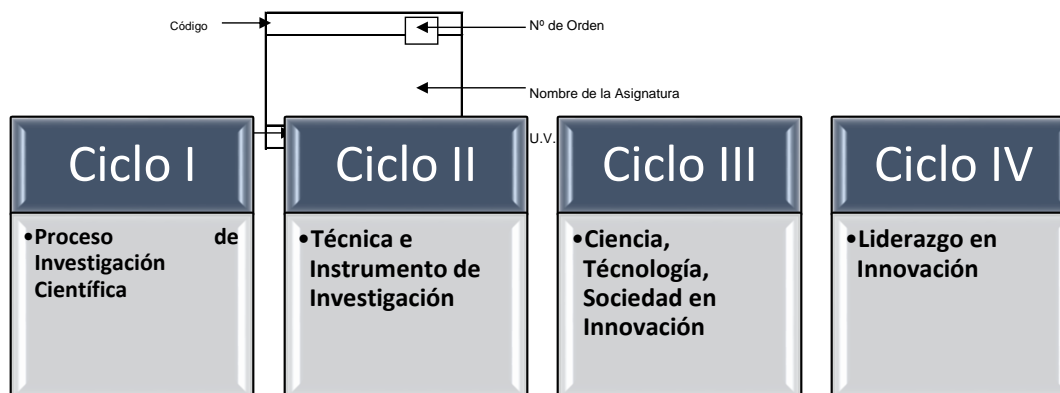 Código
Nº de Orden
Nombre de la Asignatura
U.V.
Ciclo I
•Proceso de
Investigación
Científica
Ciclo II
•Técnica e
Instrumento de
Investigación
Ciclo III
•Ciencia,
Técnología,
Sociedad en
Innovación
Ciclo IV
•Liderazgo en
Innovación